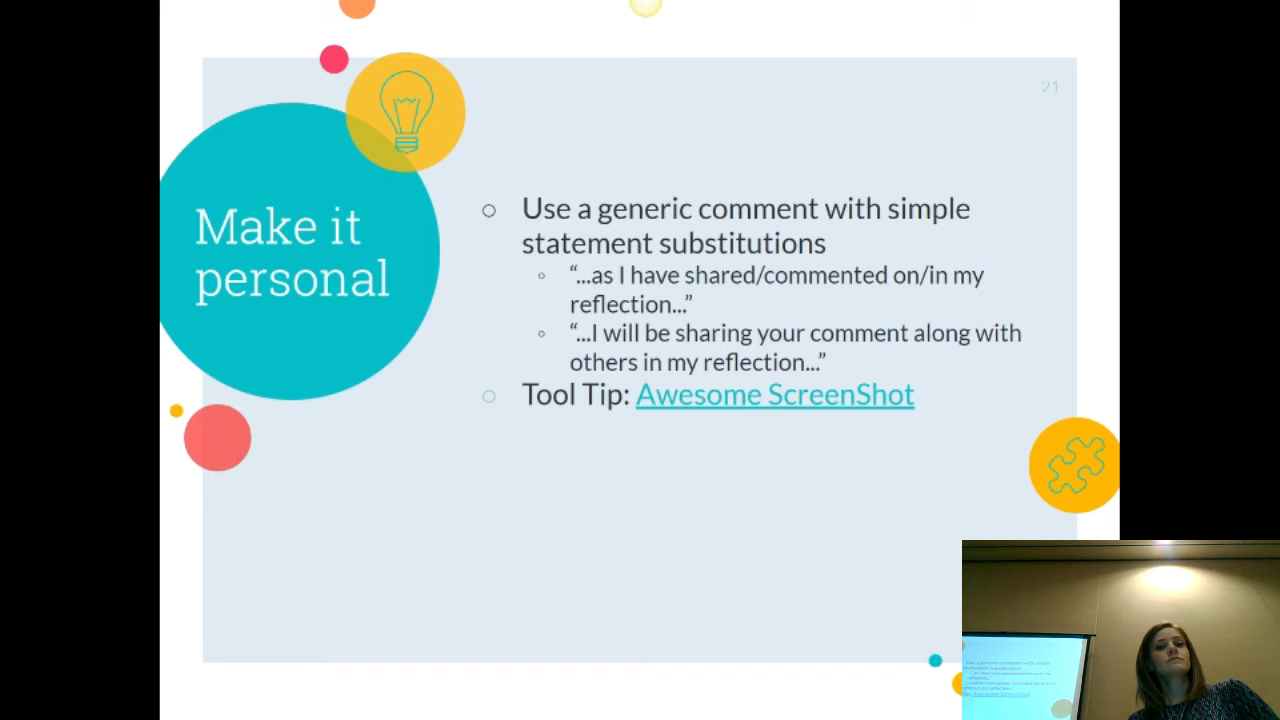 21
Make it
personal
Use a generic comment with simple
statement substitutions
“...as I have shared/commented on/in my
reflection...”
“...I will be sharing your comment along with
others in my reflection...”
Tool Tip: Awesome ScreenShot